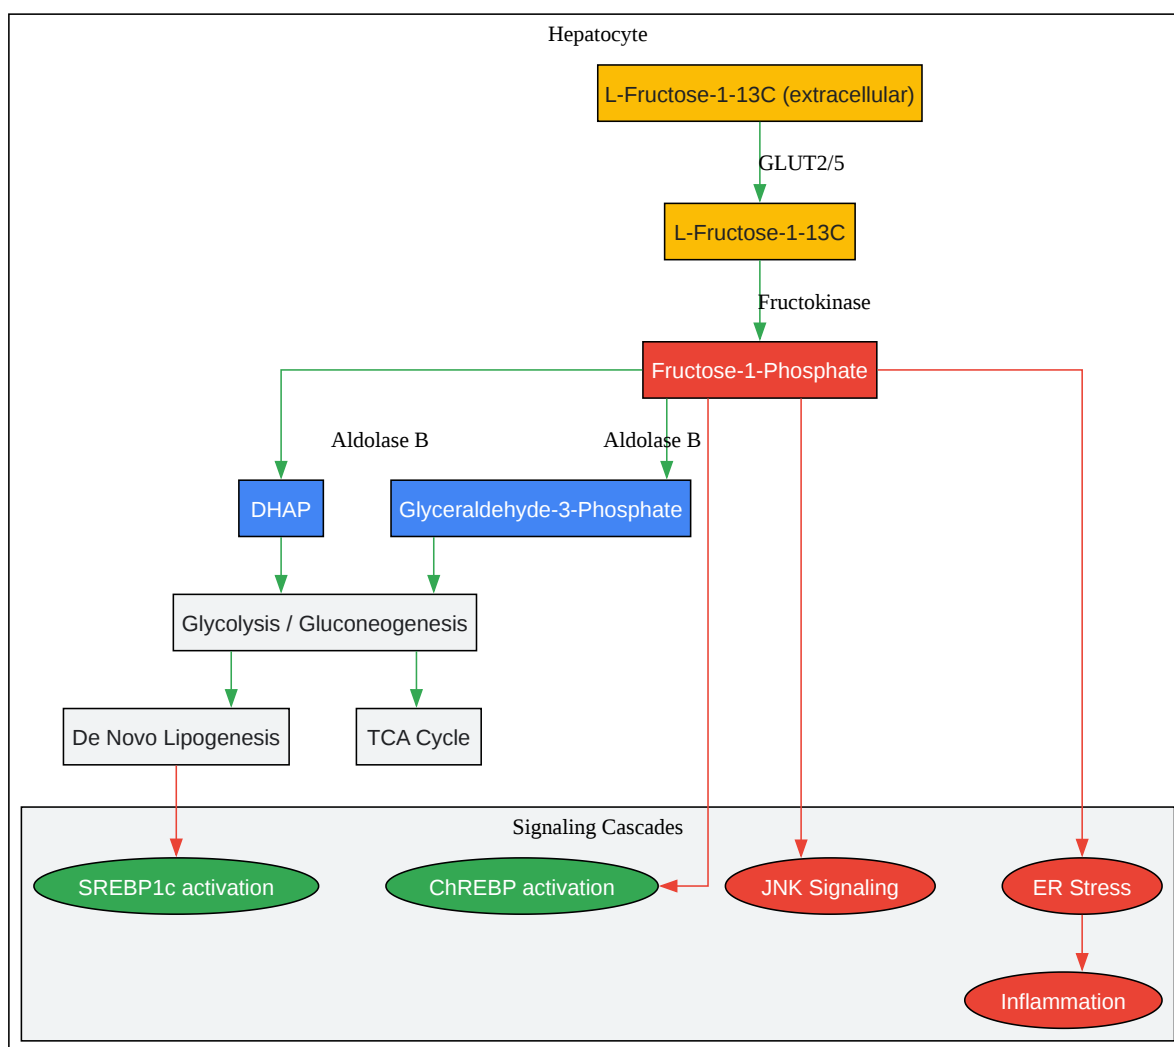 Hepatocyte
L-Fructose-1-13C (extracellular)
GLUT2/5
L-Fructose-1-13C
Fructokinase
Fructose-1-Phosphate
Aldolase B
Aldolase B
DHAP
Glyceraldehyde-3-Phosphate
Glycolysis / Gluconeogenesis
De Novo Lipogenesis
TCA Cycle
Signaling Cascades
SREBP1c activation
ChREBP activation
JNK Signaling
ER Stress
Inflammation